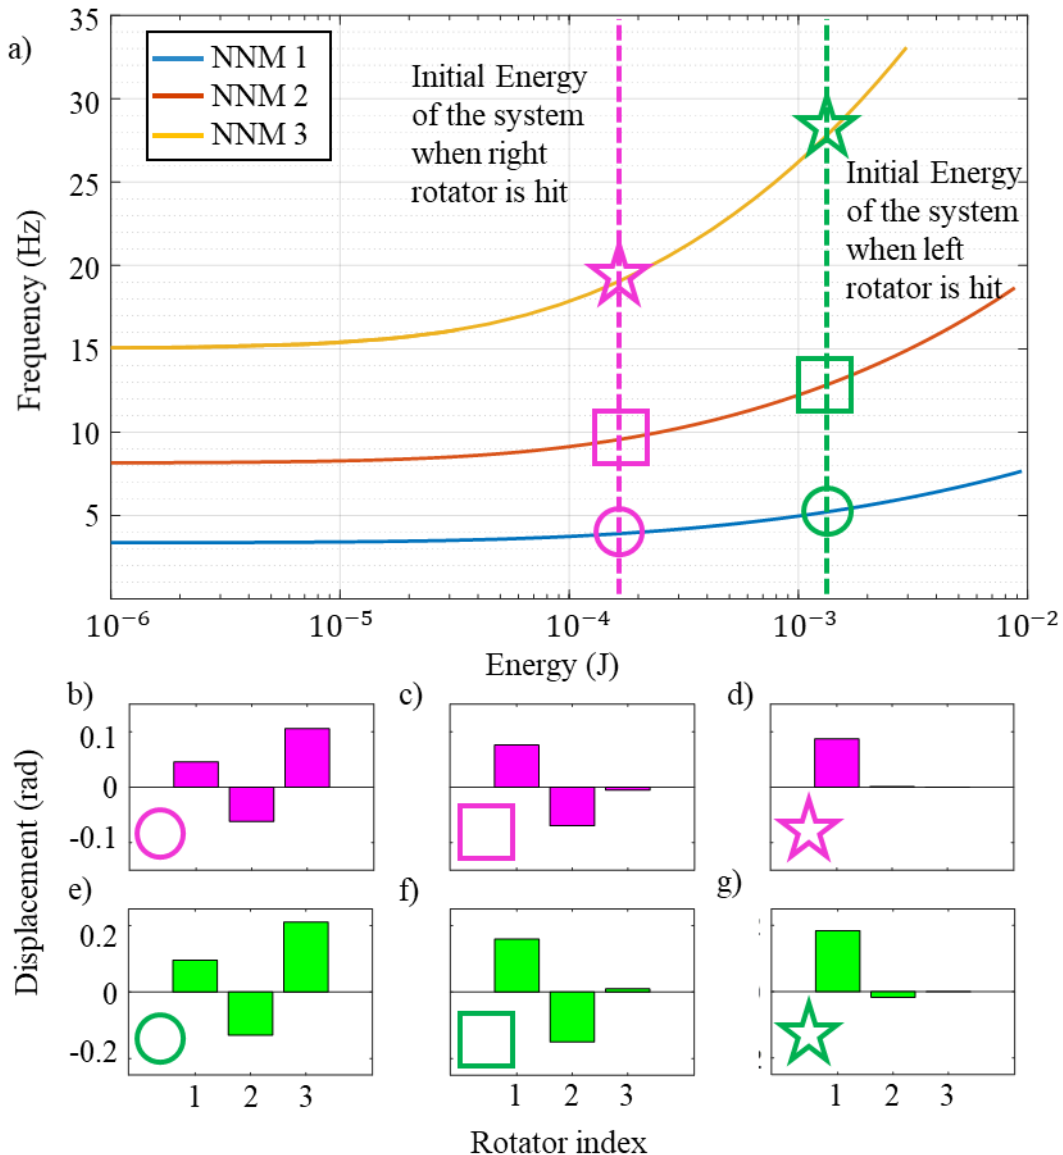 a)
35
30
25
20
15
10
5
Frequency (Hz)
NNM 1
NNM 2
NNM 3
Initial Energy
of the system
when right
rotator is hit
Initial Energy
of the system
when left
rotator is hit
10⁻⁶
10⁻⁵
10⁻⁴
10⁻³
10⁻²
Energy (J)
b)
c)
d)
0.1
0
-0.1
Displacement (rad)
e)
f)
g)
0.2
0
-0.2
1 2 3
1 2 3
1 2 3
Rotator index